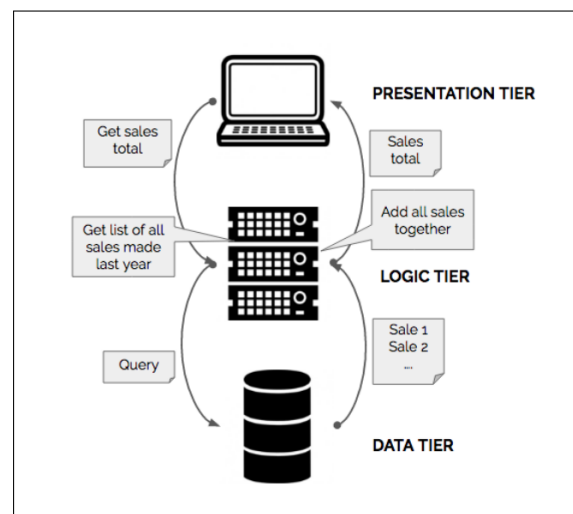 PRESENTATION TIER
Get sales
total
Sales
total
Get list of all
sales made
last year
Add all sales
together
LOGIC TIER
Query
Sale 1
Sale 2
....
DATA TIER